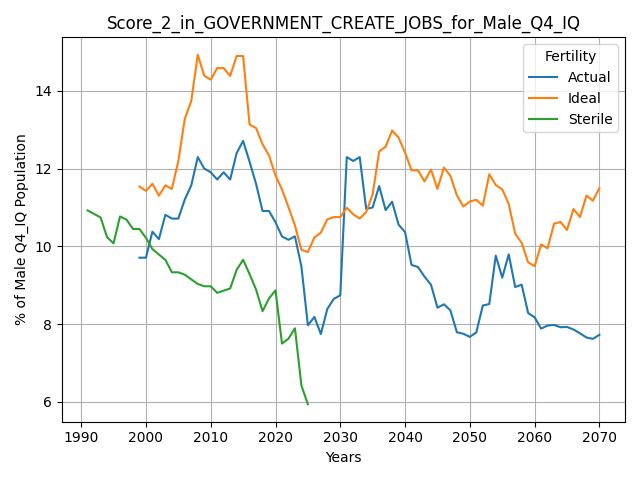 Score_2_in_GOVERNMENT_CREATE_JOBS_for_Male_Q4_IQ
Fertility
Actual
Ideal
Sterile
% of Male Q4_IQ Population
14
12
10
8
6
1990
2000
2010
2020
2030
2040
2050
2060
2070
Years